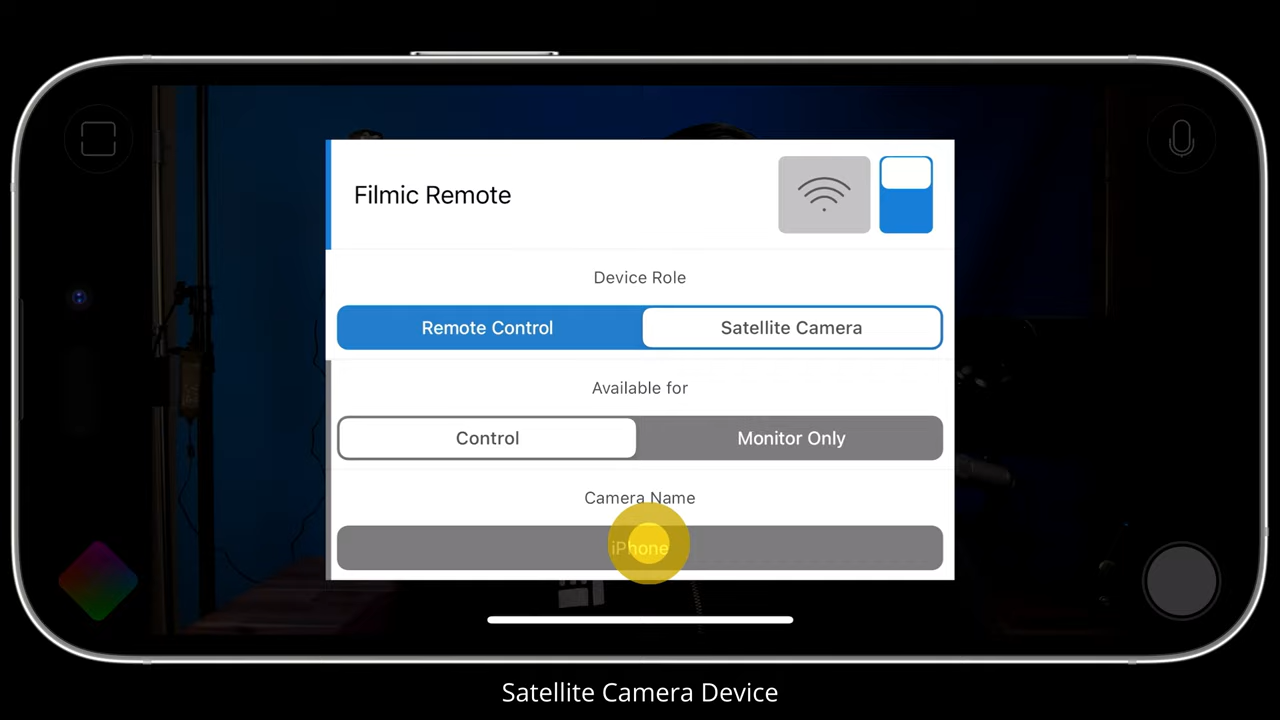 Filmic Remote
Device Role
Remote Control
Satellite Camera
Available for
Control
Monitor Only
Camera Name
iPhone
Satellite Camera Device